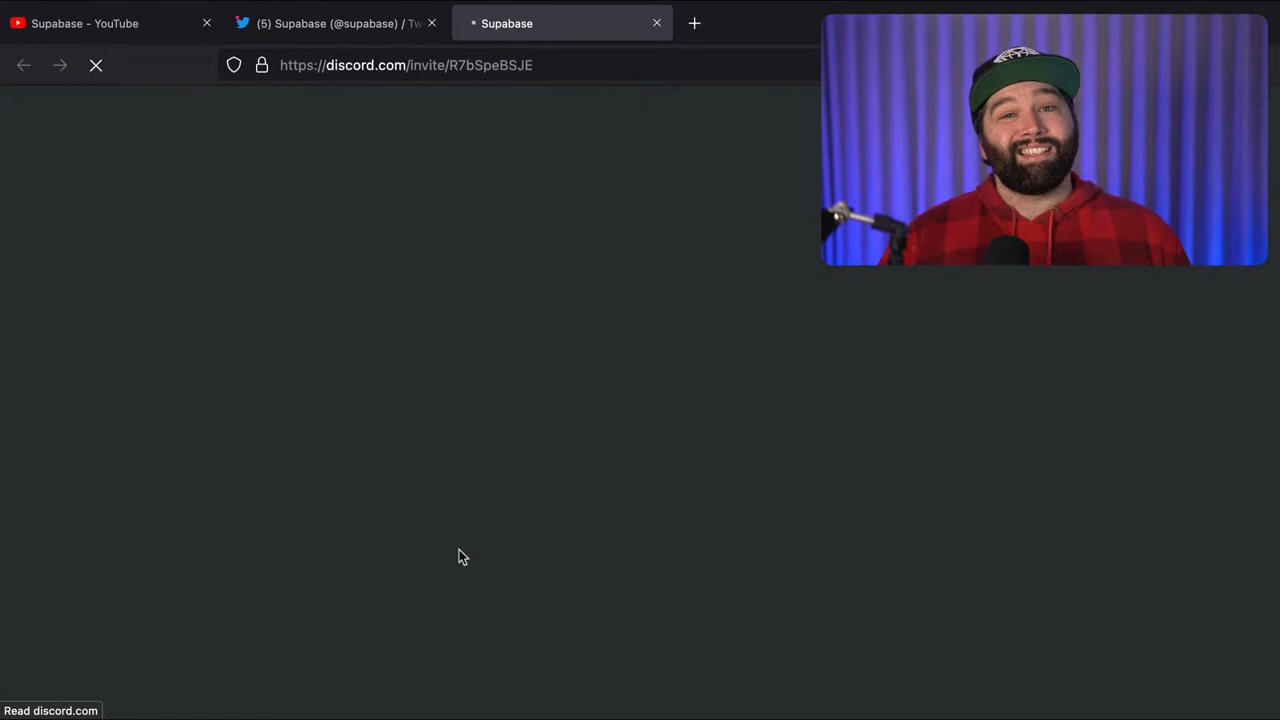 Supabase - YouTube
(5) Supabase (@supabase) / Tw
Supabase
https://discord.com/invite/R7bSpeBSJE
Read discord.com